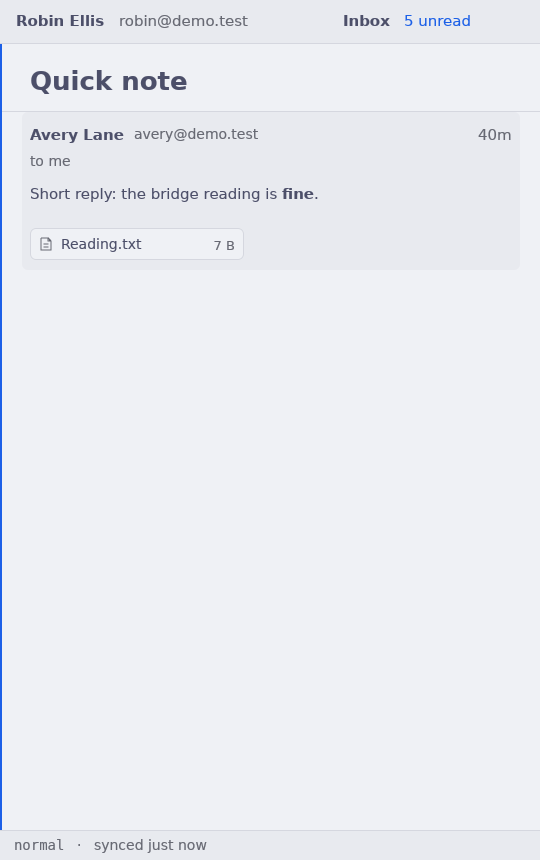 Robin Ellis robin@demo.test Inbox 5 unread
Quick note
Avery Lane avery@demo.test 40m
to me
Short reply: the bridge reading is fine.
Reading.txt 7 B
normal · synced just now